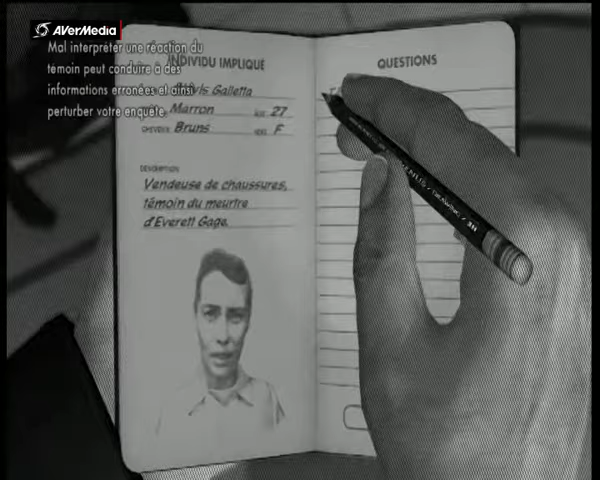 AVerMedia
Mal interpréter une réaction du
témoin peut conduire à des
informations erronées et ainsi
perturber votre enquête.
INDIVIDU IMPLIQUÉ
Galletta
Marron 27
CHEVEUX Bruns F
DESCRIPTION
Vendeuse de chaussures,
témoin du meurtre
d'Everett Gage.
QUESTIONS
DRAWING